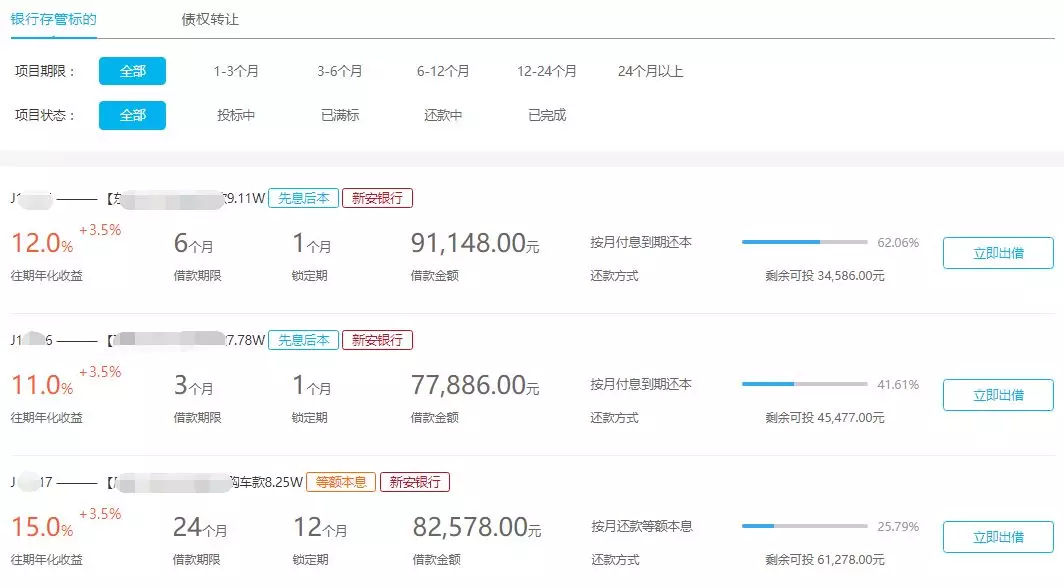 银行存管标的 债权转让
项目期限： 全部 1-3个月 3-6个月 6-12个月 12-24个月 24个月以上
项目状态： 全部 投标中 已满标 还款中 已完成
J1 ——— 【东 款9.11W 先息后本 新安银行
12.0% +3.5% 6个月 1个月 91,148.00元 按月付息到期还本 62.06% 立即出借
往期年化收益 借款期限 锁定期 借款金额 还款方式 剩余可投 34,586.00元
J1 6 ——— 【 7.78W 先息后本 新安银行
11.0% +3.5% 3个月 1个月 77,886.00元 按月付息到期还本 41.61% 立即出借
往期年化收益 借款期限 锁定期 借款金额 还款方式 剩余可投 45,477.00元
J 17 ——— 【 购车款8.25W 等额本息 新安银行
15.0% +3.5% 24个月 12个月 82,578.00元 按月还款等额本息 25.79% 立即出借
往期年化收益 借款期限 锁定期 借款金额 还款方式 剩余可投 61,278.00元